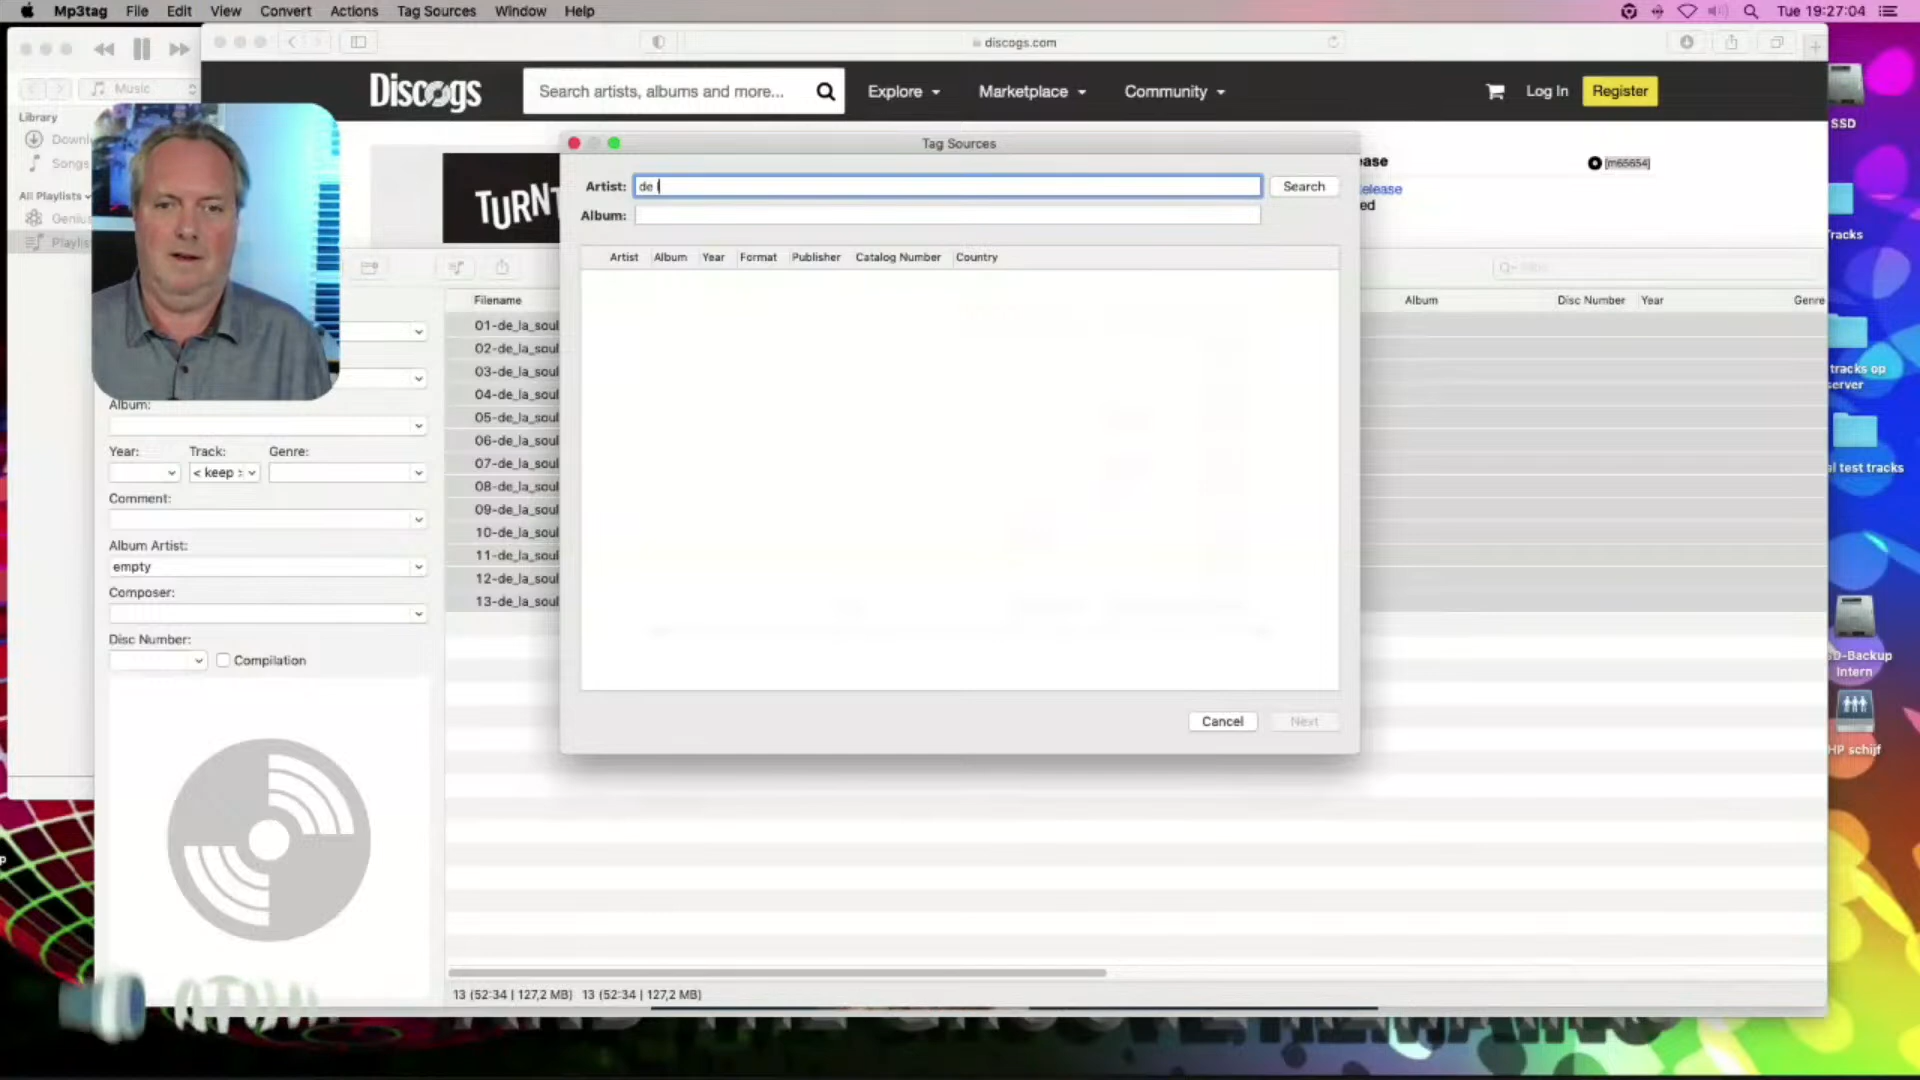 Mp3tag File Edit View Convert Actions Tag Sources Window Help Tue 19:27:04
discogs.com
Music
Discogs Search artists, albums and more... Explore Marketplace Community Log In Register
Library
Songs
All Playlists
Genius
SSD
Tag Sources
[m65654]
Artist: de l Search
Album:
Artist Album Year Format Publisher Catalog Number Country
Filename Album Disc Number Year Genre
01-de_la_soul
02-de_la_soul
03-de_la_soul
04-de_la_soul
05-de_la_soul
06-de_la_soul
07-de_la_soul
08-de_la_soul
09-de_la_soul
10-de_la_soul
11-de_la_soul
12-de_la_soul
13-de_la_soul
tracks op
server
al test tracks
Album:
Year: Track: Genre:
< keep >
Comment:
Album Artist:
empty
Composer:
Disc Number:
Compilation
Intern
HP schijf
Cancel Next
13 (52:34 | 127,2 MB) 13 (52:34 | 127,2 MB)